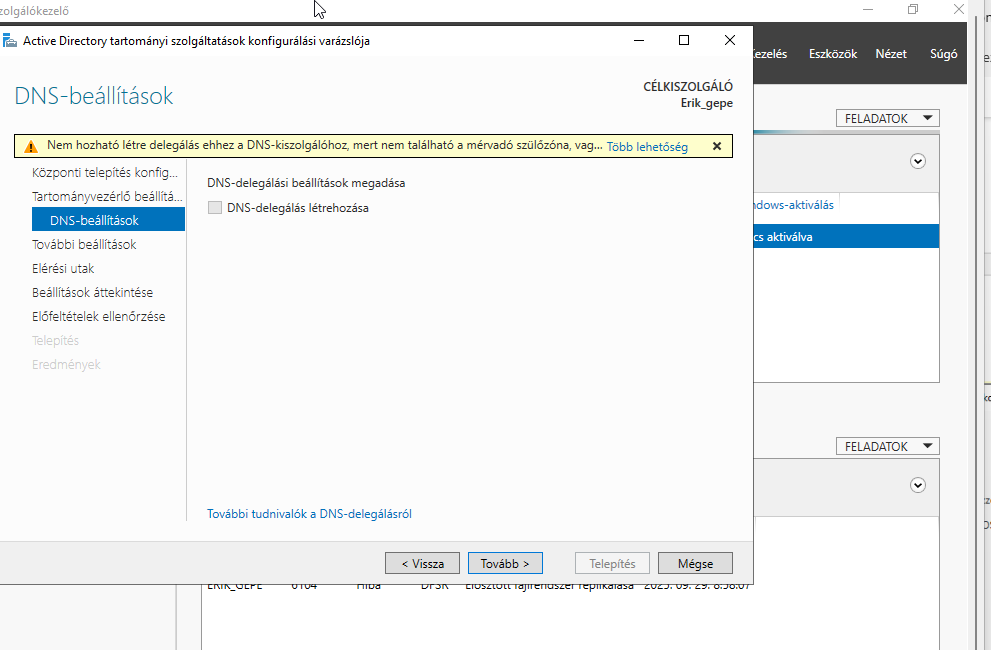 zolgálókezelő
Active Directory tartományi szolgáltatások konfigurálási varázslója
ezelés Eszközök Nézet Súgó
DNS-beállítások
CÉLKISZOLGÁLÓ
Erik_gepe
Nem hozható létre delegálás ehhez a DNS-kiszolgálóhoz, mert nem található a mérvadó szülőzóna, vag... Több lehetőség
Központi telepítés konfig...
Tartományvezérlő beállítá...
DNS-beállítások
További beállítások
Elérési utak
Beállítások áttekintése
Előfeltételek ellenőrzése
Telepítés
Eredmények
DNS-delegálási beállítások megadása
DNS-delegálás létrehozása
További tudnivalók a DNS-delegálásról
< Vissza Tovább > Telepítés Mégse
FELADATOK
ndows-aktiválás
cs aktiválva
FELADATOK
ERIK_GEPE 6104 Hiba DFSR Elosztott fájlrendszer replikálása 2025. 09. 29. 8:58:07